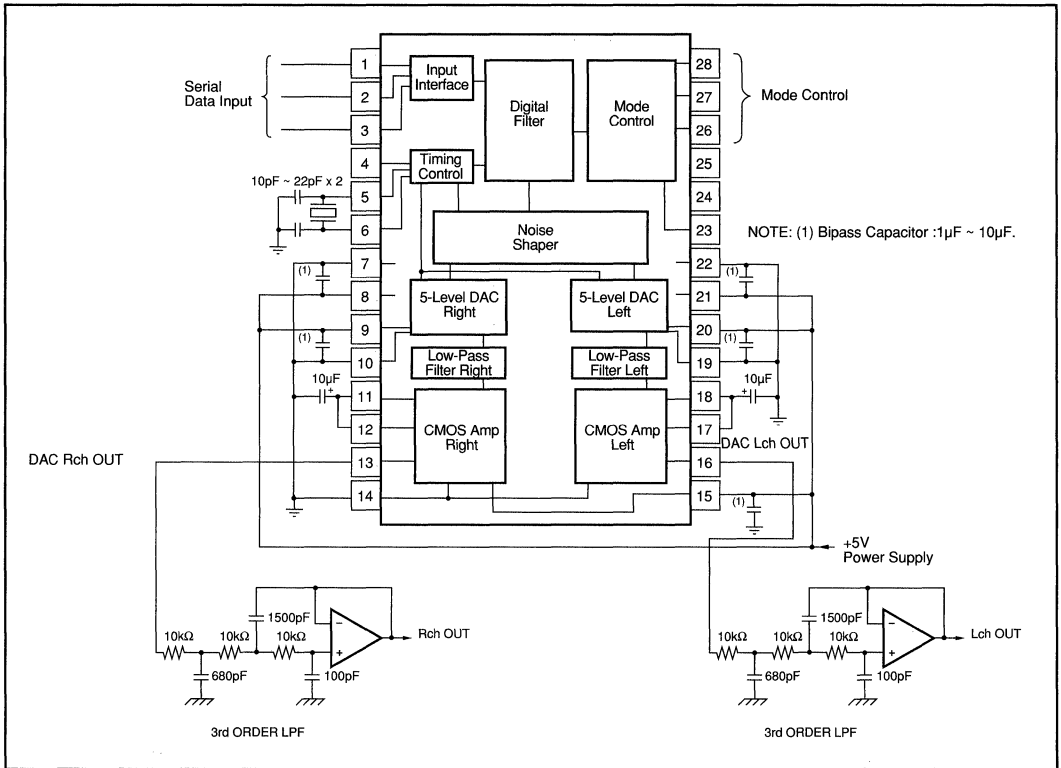 Serial
Data Input
1
2
3
4
5
6
7
8
9
10
11
12
13
14
28
27
26
25
24
23
22
21
20
19
18
17
16
15
Input
Interface
Digital
Filter
Mode
Control
Mode Control
Timing
Control
10pF ~ 22pF x 2
Noise
Shaper
NOTE: (1) Bipass Capacitor :1µF ~ 10µF.
(1)
(1)
(1)
(1)
(1)
5-Level DAC
Right
5-Level DAC
Left
Low-Pass
Filter Right
Low-Pass
Filter Left
10µF
+
10µF
+
CMOS Amp
Right
CMOS Amp
Left
DAC Rch OUT
DAC Lch OUT
+5V
Power Supply
1500pF
10kΩ
10kΩ
10kΩ
−
+
Rch OUT
680pF
100pF
3rd ORDER LPF
1500pF
10kΩ
10kΩ
10kΩ
−
+
Lch OUT
680pF
100pF
3rd ORDER LPF